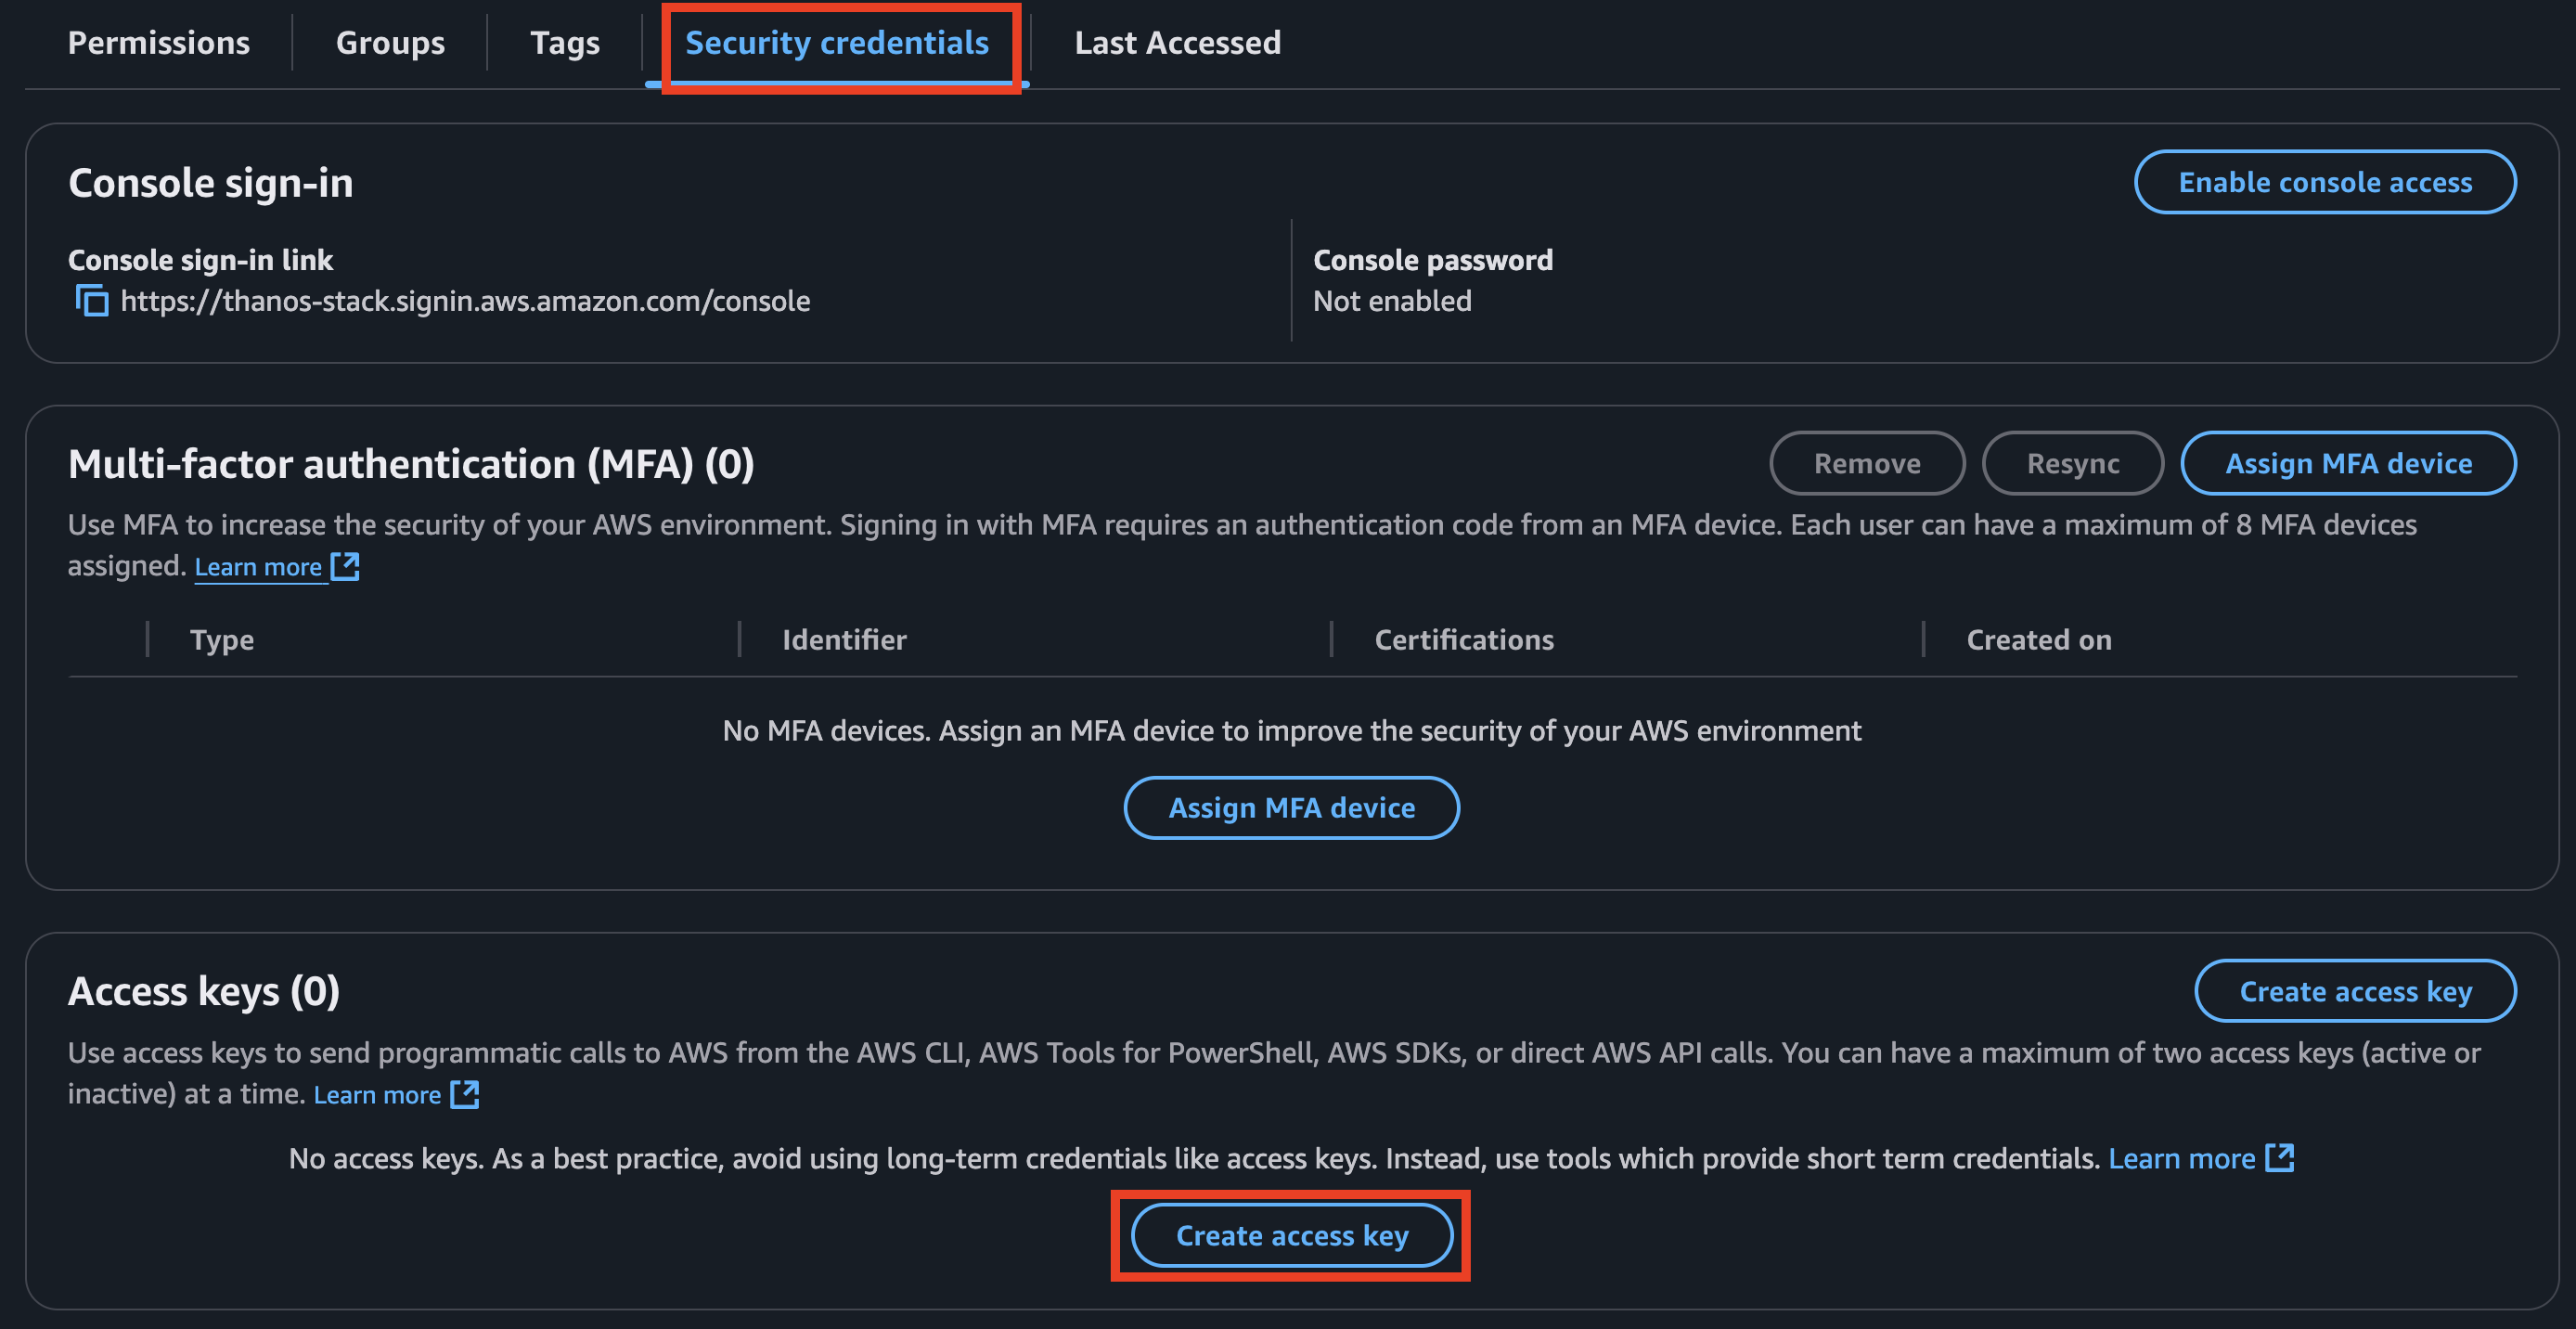 Permissions
Groups
Tags
Security credentials
Last Accessed
Console sign-in
Enable console access
Console sign-in link
https://thanos-stack.signin.aws.amazon.com/console
Console password
Not enabled
Multi-factor authentication (MFA) (0)
Remove
Resync
Assign MFA device
Use MFA to increase the security of your AWS environment. Signing in with MFA requires an authentication code from an MFA device. Each user can have a maximum of 8 MFA devices
assigned. Learn more
Type
Identifier
Certifications
Created on
No MFA devices. Assign an MFA device to improve the security of your AWS environment
Assign MFA device
Access keys (0)
Create access key
Use access keys to send programmatic calls to AWS from the AWS CLI, AWS Tools for PowerShell, AWS SDKs, or direct AWS API calls. You can have a maximum of two access keys (active or
inactive) at a time. Learn more
No access keys. As a best practice, avoid using long-term credentials like access keys. Instead, use tools which provide short term credentials. Learn more
Create access key